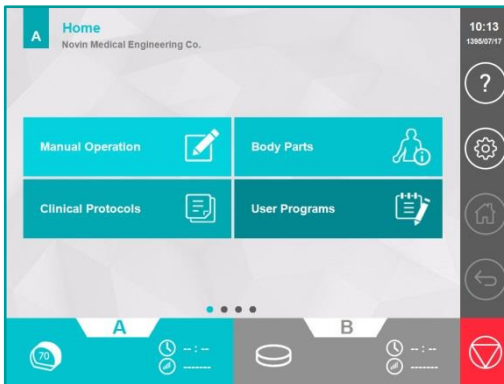 A
Home
Novin Medical Engineering Co.
10:13
1395/07/17
?
Manual Operation
Body Parts
Clinical Protocols
User Programs
A
B
70
--:--
-------
--:--
-------